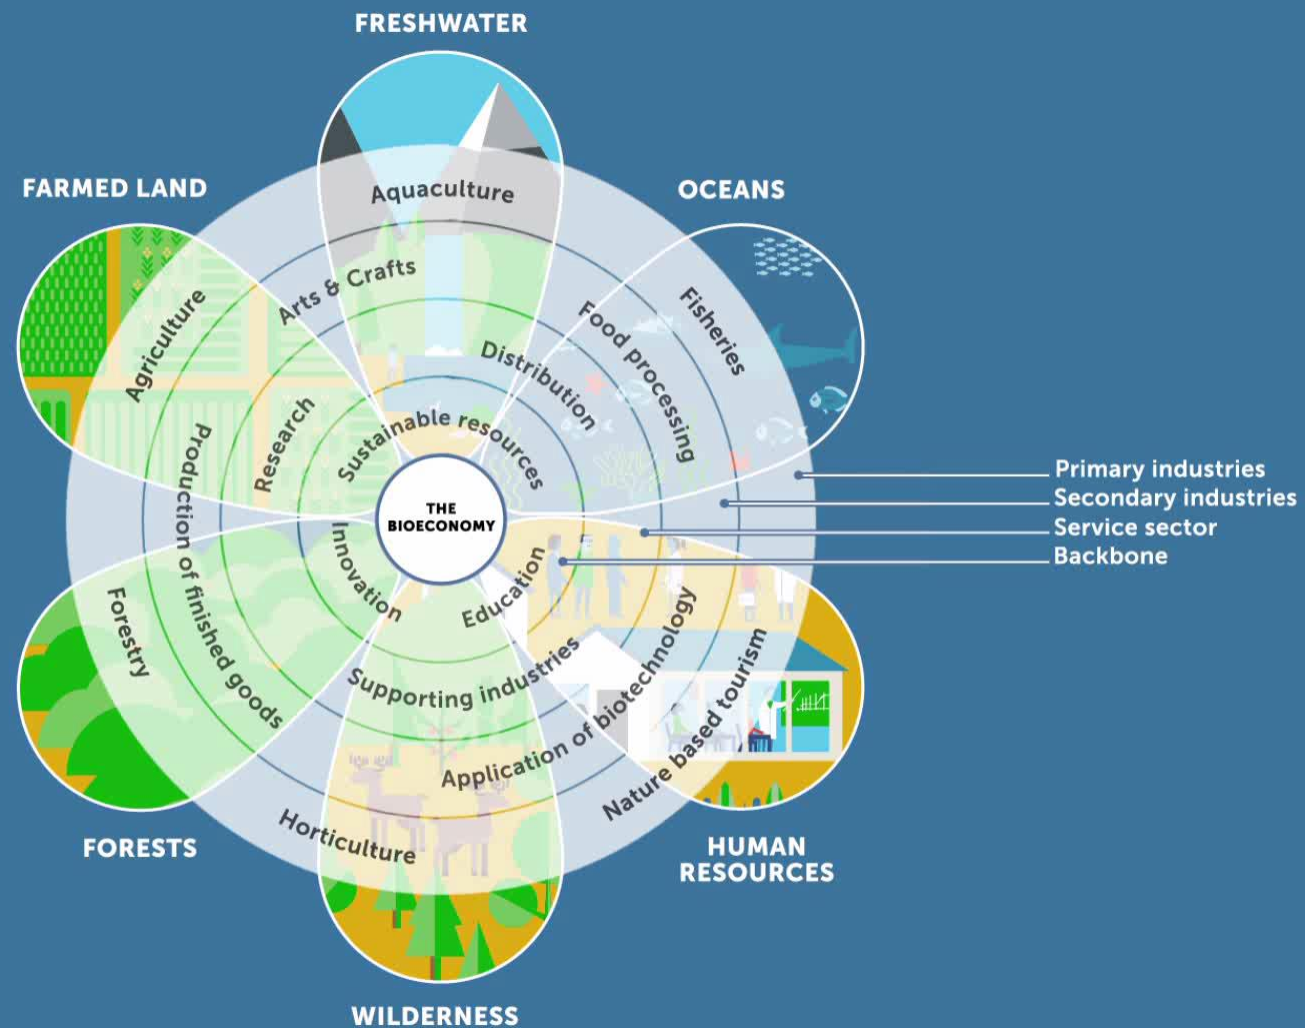 FRESHWATER
FARMED LAND
OCEANS
Aquaculture
Arts & Crafts
Fisheries
Food processing
Agriculture
Distribution
Research
Sustainable resources
Production of finished goods
THE
BIOECONOMY
Primary industries
Secondary industries
Service sector
Backbone
Innovation
Education
Forestry
Supporting industries
Application of biotechnology
Nature based tourism
Horticulture
FORESTS
HUMAN
RESOURCES
WILDERNESS